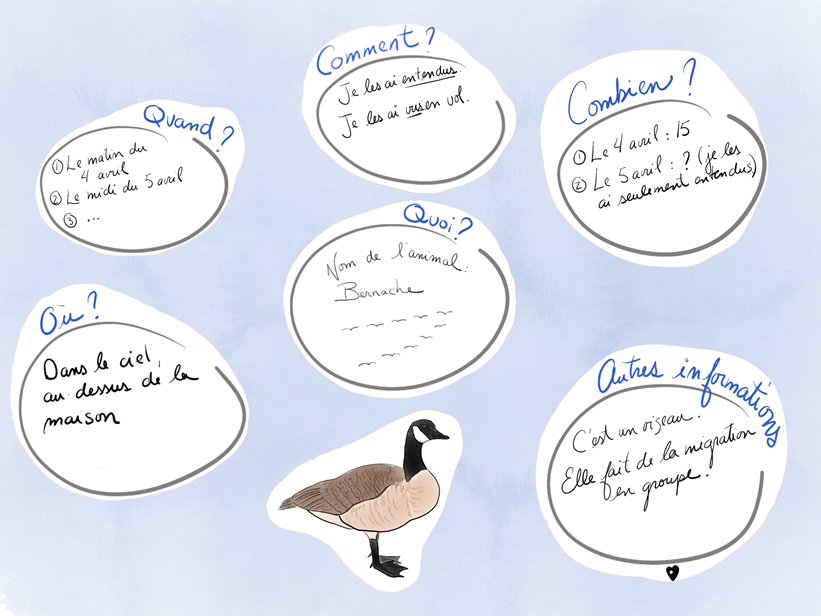 Comment?
Je les ai entendus.
Je les ai vus en vol.
Combien?
① Le 4 avril : 15
② Le 5 avril : ? (je les
ai seulement entendus)
Quand?
① Le matin du
4 avril
② Le midi du 5 avril
③ ...
Quoi?
Nom de l'animal:
Bernache
Où?
Dans le ciel,
au dessus de la
maison
Autres informations
C'est un oiseau.
Elle fait de la migration
en groupe.